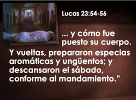 Lucas 23:54-56
... y cómo fue
puesto su cuerpo.
Y vueltas, prepararon especias
aromáticas y ungüentos; y
descansaron el sábado,
conforme al mandamiento."